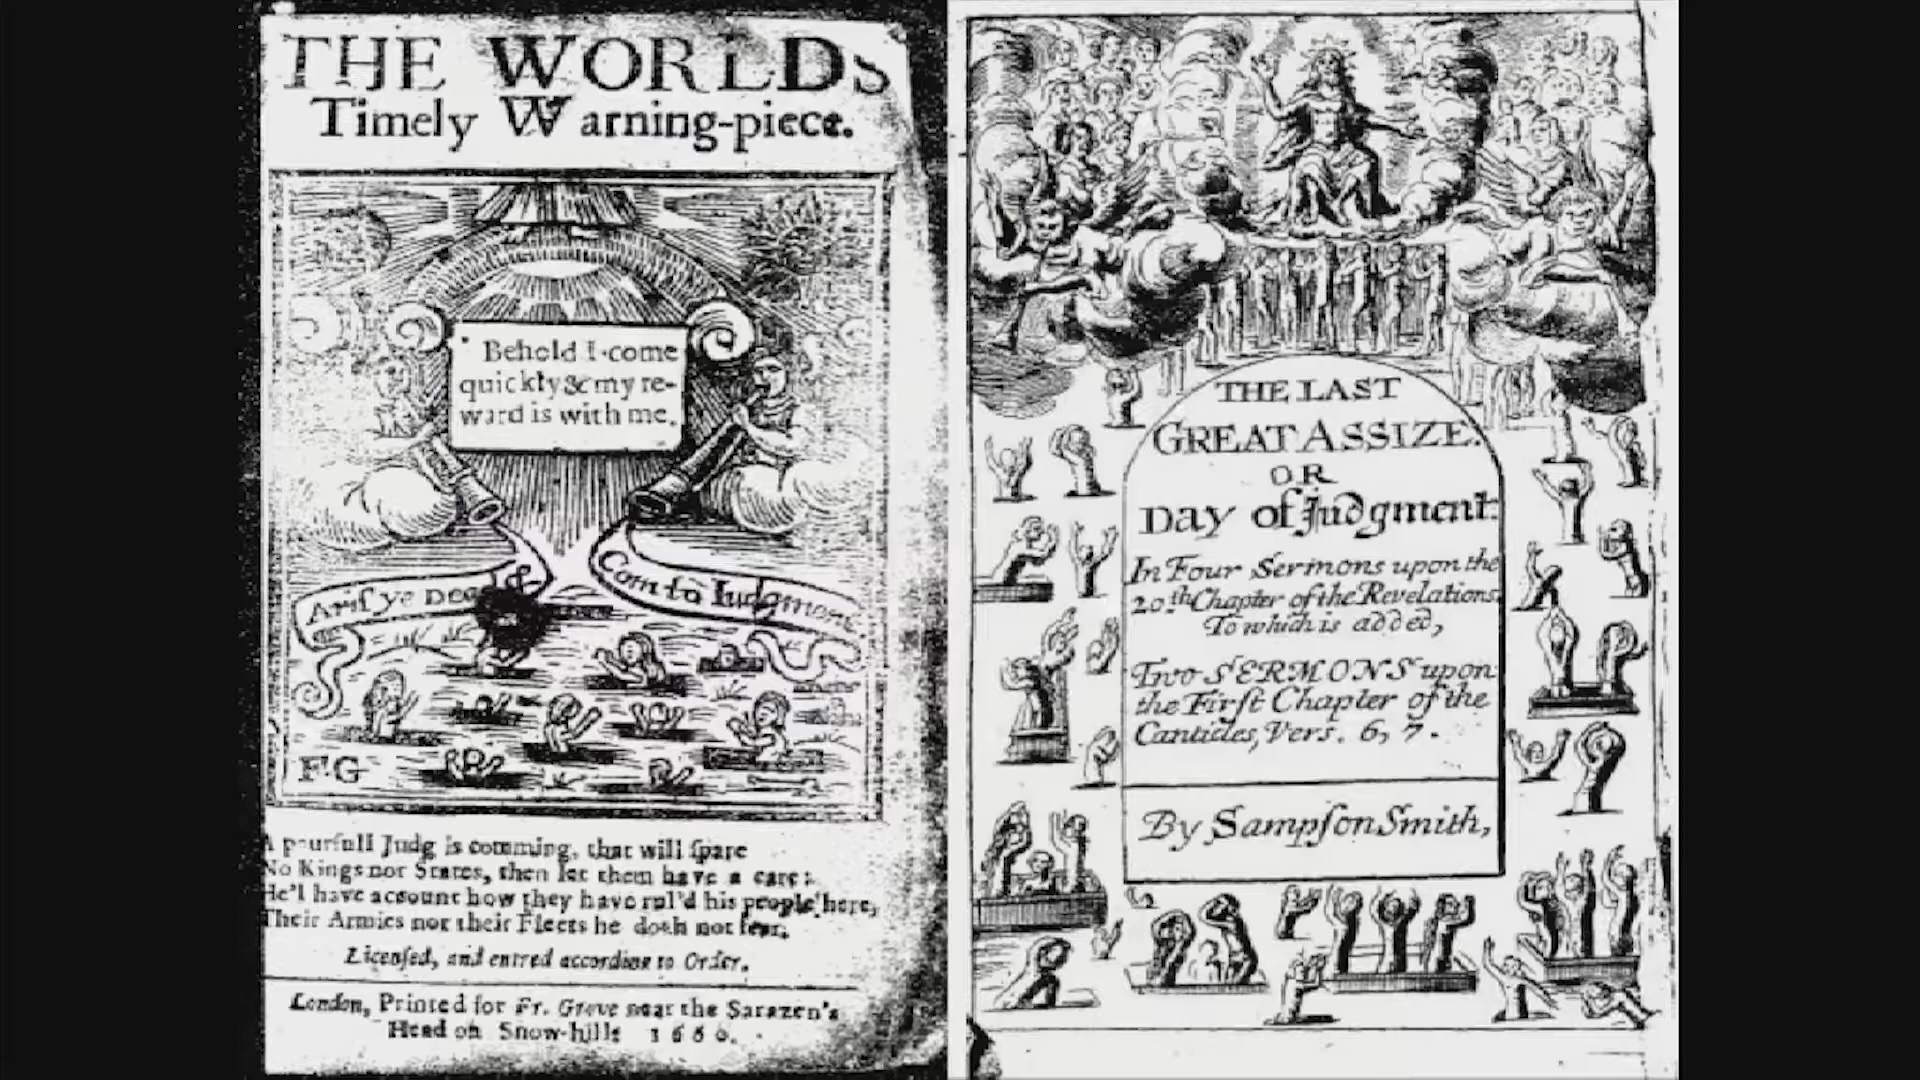 THE WORLDS
Timely Warning-piece.
Behold I come
quickly & my re-
ward is with me.
Arise ye Dead &
Com to Judgment
F.G
A pourfull Judg is comming, that will spare
No Kings nor States, then let them have a care:
He'l have account how they have rul'd his people here,
Their Armies nor their Fleets he doth not fear.
Licensed, and entred according to Order.
London, Printed for Fr. Grove near the Sarazen's
Head on Snow-hill: 1660.
THE LAST
GREAT ASSIZE.
OR
Day of Judgment:
In Four Sermons upon the
20th Chapter of the Revelations
To which is added,
Two SERMONS upon
the First Chapter of the
Canticles, Vers. 6, 7.
By Sampson Smith,